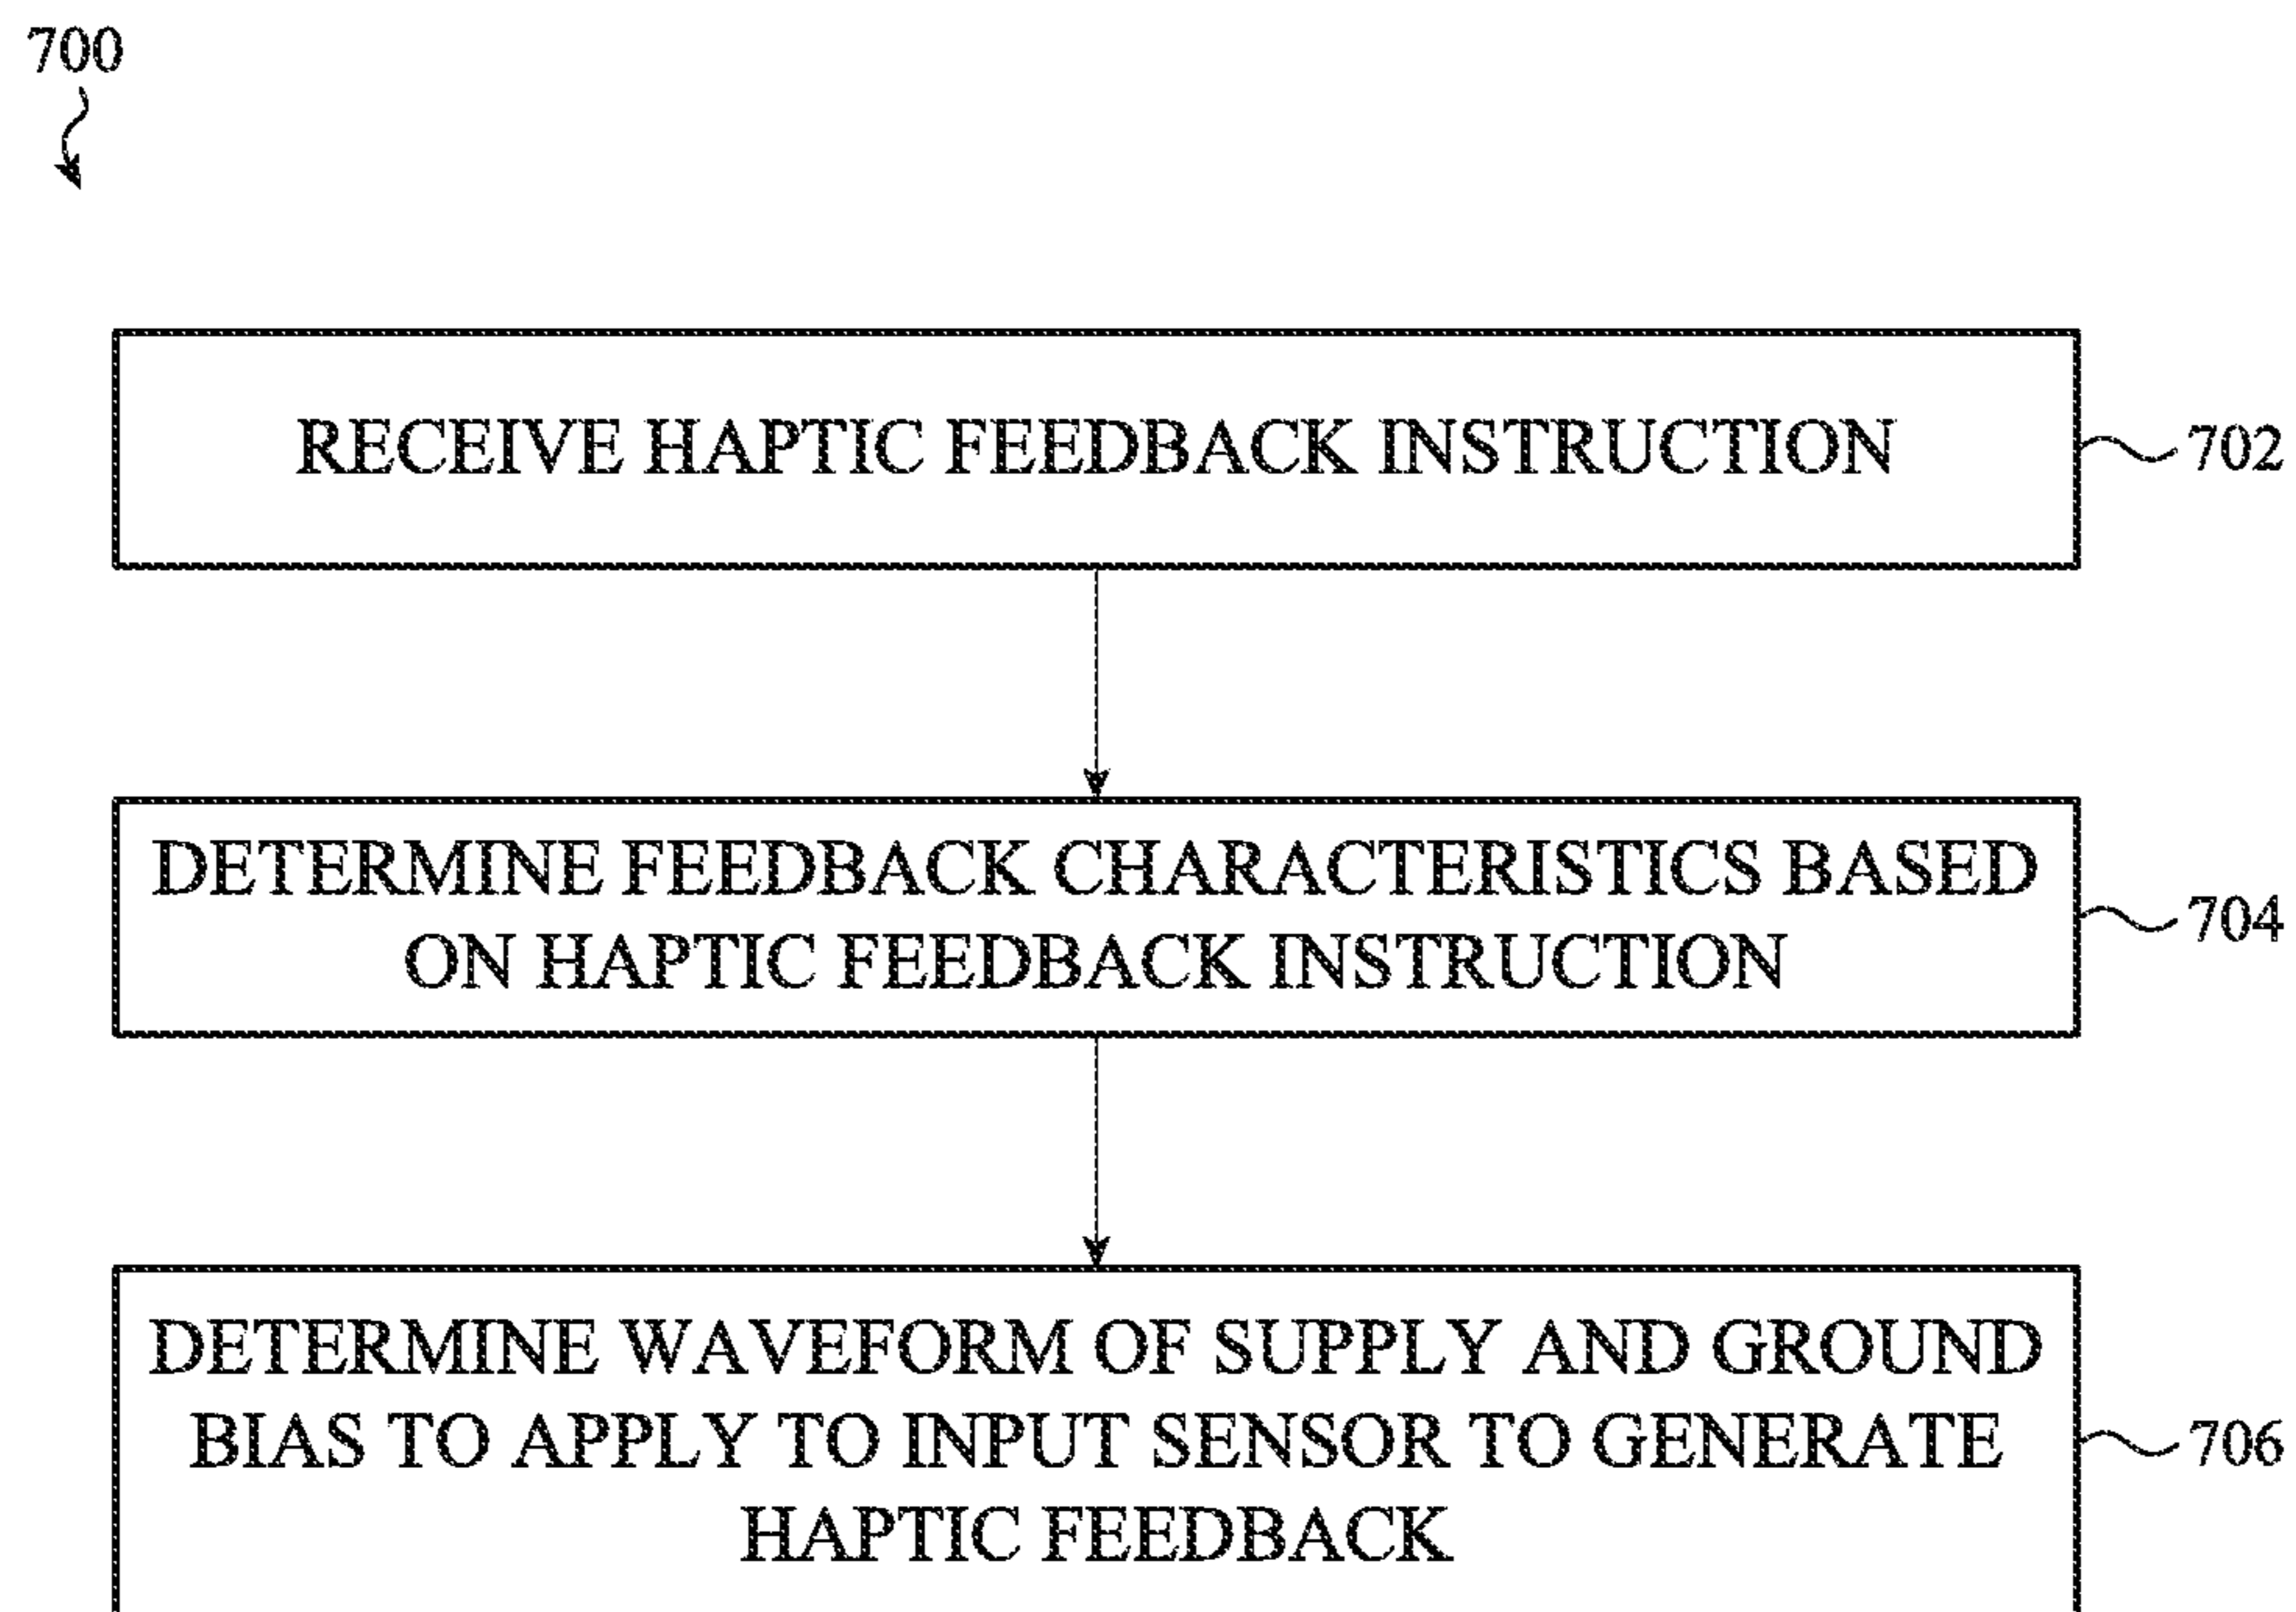 700
RECEIVE HAPTIC FEEDBACK INSTRUCTION
702
DETERMINE FEEDBACK CHARACTERISTICS BASED
ON HAPTIC FEEDBACK INSTRUCTION
704
DETERMINE WAVEFORM OF SUPPLY AND GROUND
BIAS TO APPLY TO INPUT SENSOR TO GENERATE
HAPTIC FEEDBACK
706